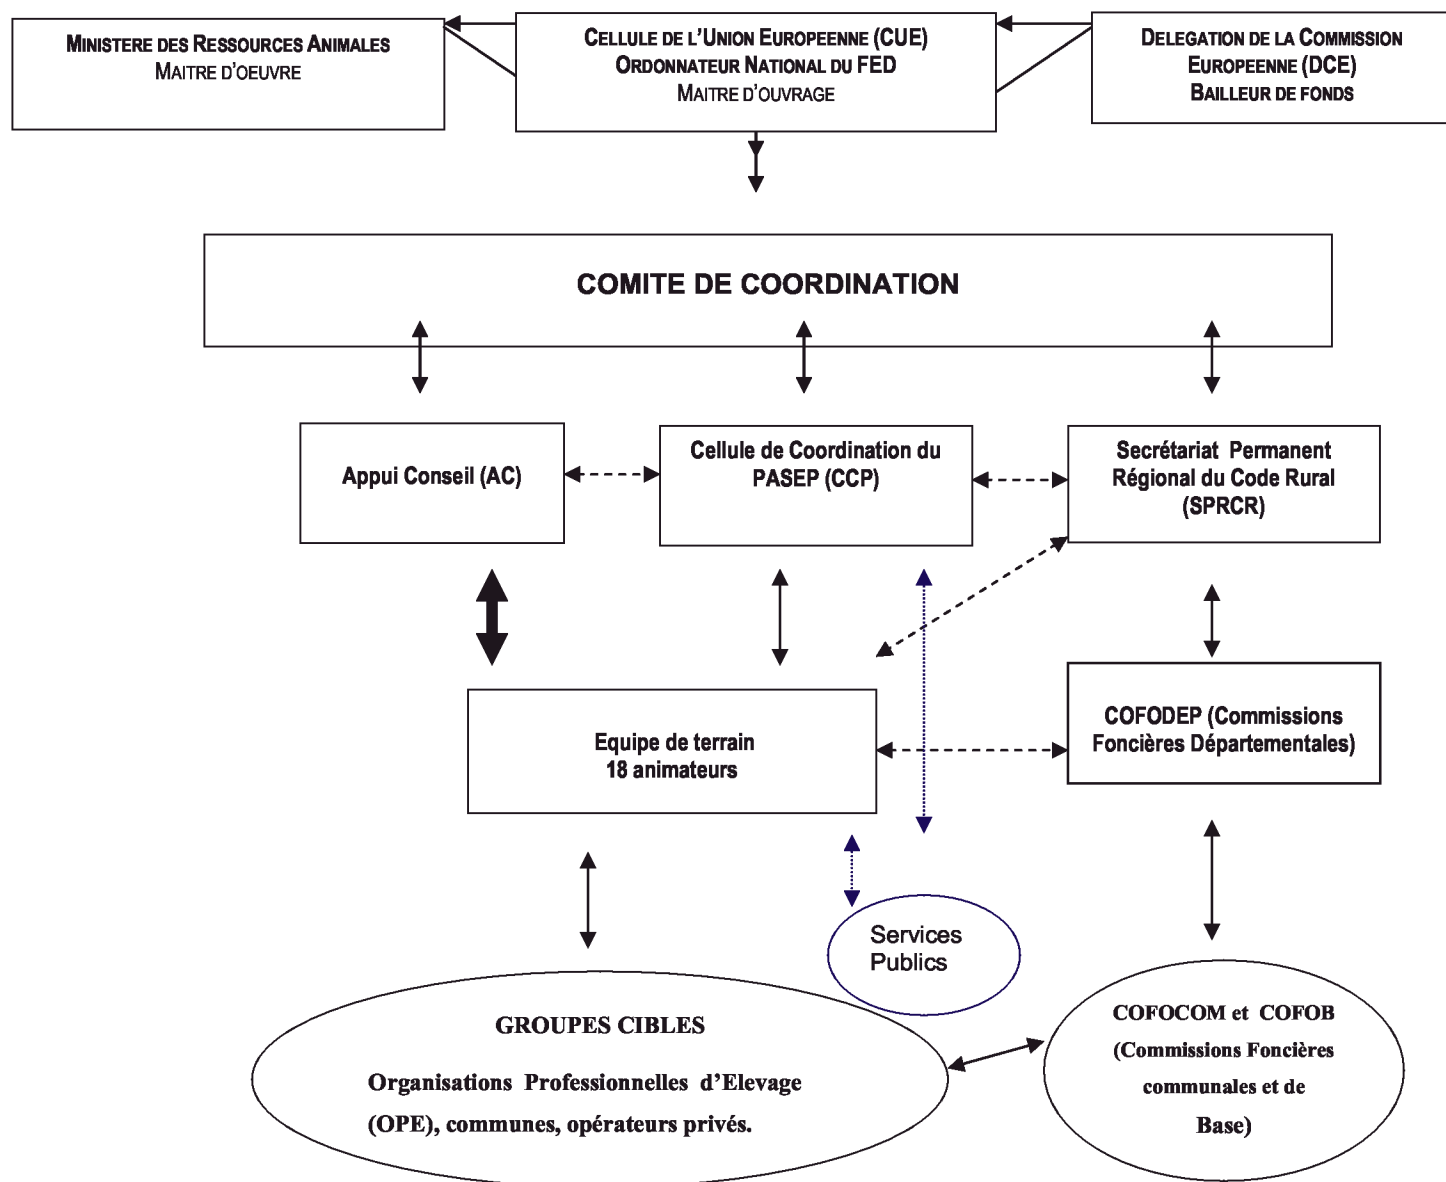 MINISTERE DES RESSOURCES ANIMALES
MAITRE D'OEUVRE
CELLULE DE L'UNION EUROPEENNE (CUE)
ORDONNATEUR NATIONAL DU FED
MAITRE D'OUVRAGE
DELEGATION DE LA COMMISSION
EUROPEENNE (DCE)
BAILLEUR DE FONDS
COMITE DE COORDINATION
Appui Conseil (AC)
Cellule de Coordination du
PASEP (CCP)
Secrétariat Permanent
Régional du Code Rural
(SPRCR)
Equipe de terrain
18 animateurs
COFODEP (Commissions
Foncières Départementales)
Services
Publics
GROUPES CIBLES
Organisations Professionnelles d'Elevage
(OPE), communes, opérateurs privés.
COFOCOM et COFOB
(Commissions Foncières
communales et de
Base)